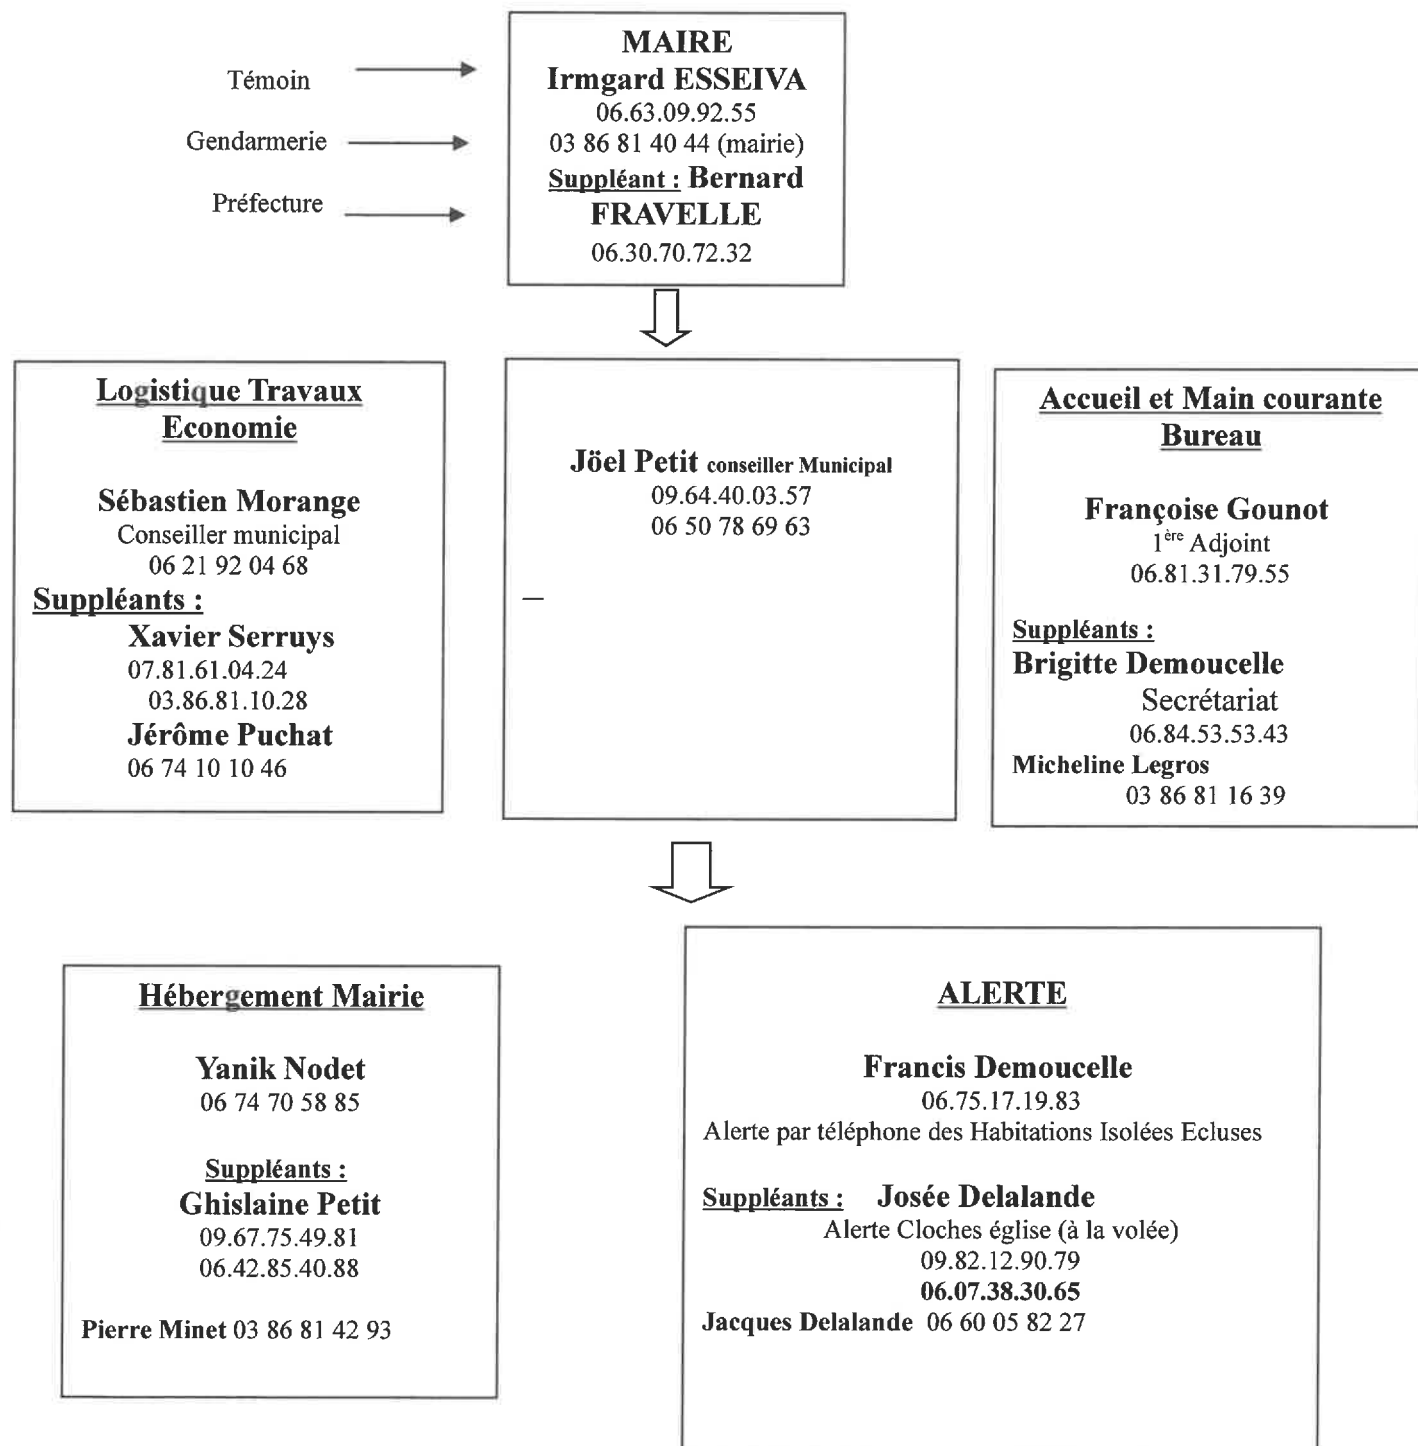 Témoin
Gendarmerie
Préfecture
MAIRE
Irmgard ESSEIVA
06.63.09.92.55
03 86 81 40 44 (mairie)
Suppléant : Bernard
FRAVELLE
06.30.70.72.32
Logistique Travaux
Economie
Sébastien Morange
Conseiller municipal
06 21 92 04 68
Suppléants :
Xavier Serruys
07.81.61.04.24
03.86.81.10.28
Jérôme Puchat
06 74 10 10 46
Jöel Petit conseiller Municipal
09.64.40.03.57
06 50 78 69 63
Accueil et Main courante
Bureau
Françoise Gounot
1ère Adjoint
06.81.31.79.55
Suppléants :
Brigitte Demoucelle
Secrétariat
06.84.53.53.43
Micheline Legros
03 86 81 16 39
Hébergement Mairie
Yanik Nodet
06 74 70 58 85
Suppléants :
Ghislaine Petit
09.67.75.49.81
06.42.85.40.88
Pierre Minet 03 86 81 42 93
ALERTE
Francis Demoucelle
06.75.17.19.83
Alerte par téléphone des Habitations Isolées Ecluses
Suppléants : Josée Delalande
Alerte Cloches église (à la volée)
09.82.12.90.79
06.07.38.30.65
Jacques Delalande 06 60 05 82 27